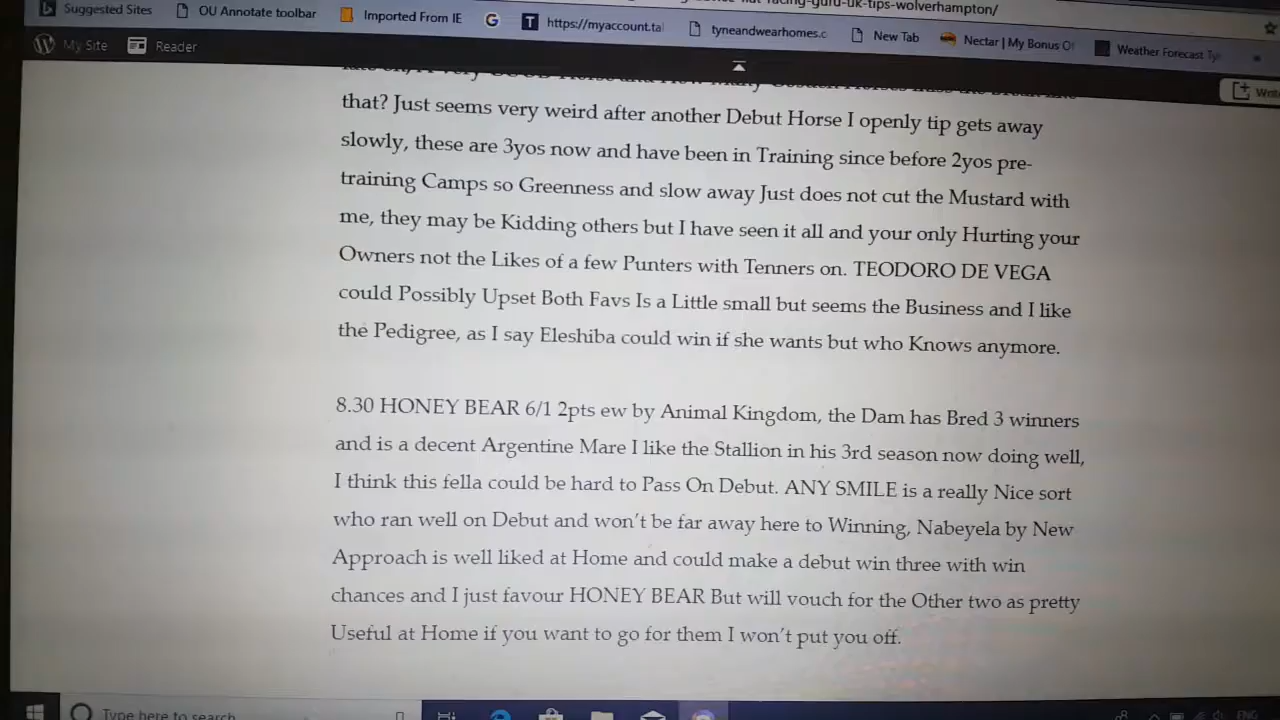 flat-racing-guru-uk-tips-wolverhampton/
Suggested Sites
OU Annotate toolbar
Imported From IE
https://myaccount.tal
tyneandwearhomes.c
New Tab
Nectar | My Bonus Of
Weather Forecast Ty
My Site
Reader
Write
that? Just seems very weird after another Debut Horse I openly tip gets away
slowly, these are 3yos now and have been in Training since before 2yos pre-
training Camps so Greenness and slow away Just does not cut the Mustard with
me, they may be Kidding others but I have seen it all and your only Hurting your
Owners not the Likes of a few Punters with Tenners on. TEODORO DE VEGA
could Possibly Upset Both Favs Is a Little small but seems the Business and I like
the Pedigree, as I say Eleshiba could win if she wants but who Knows anymore.
8.30 HONEY BEAR 6/1 2pts ew by Animal Kingdom, the Dam has Bred 3 winners
and is a decent Argentine Mare I like the Stallion in his 3rd season now doing well,
I think this fella could be hard to Pass On Debut. ANY SMILE is a really Nice sort
who ran well on Debut and won't be far away here to Winning, Nabeyela by New
Approach is well liked at Home and could make a debut win three with win
chances and I just favour HONEY BEAR But will vouch for the Other two as pretty
Useful at Home if you want to go for them I won't put you off.
Type here to search
ENG